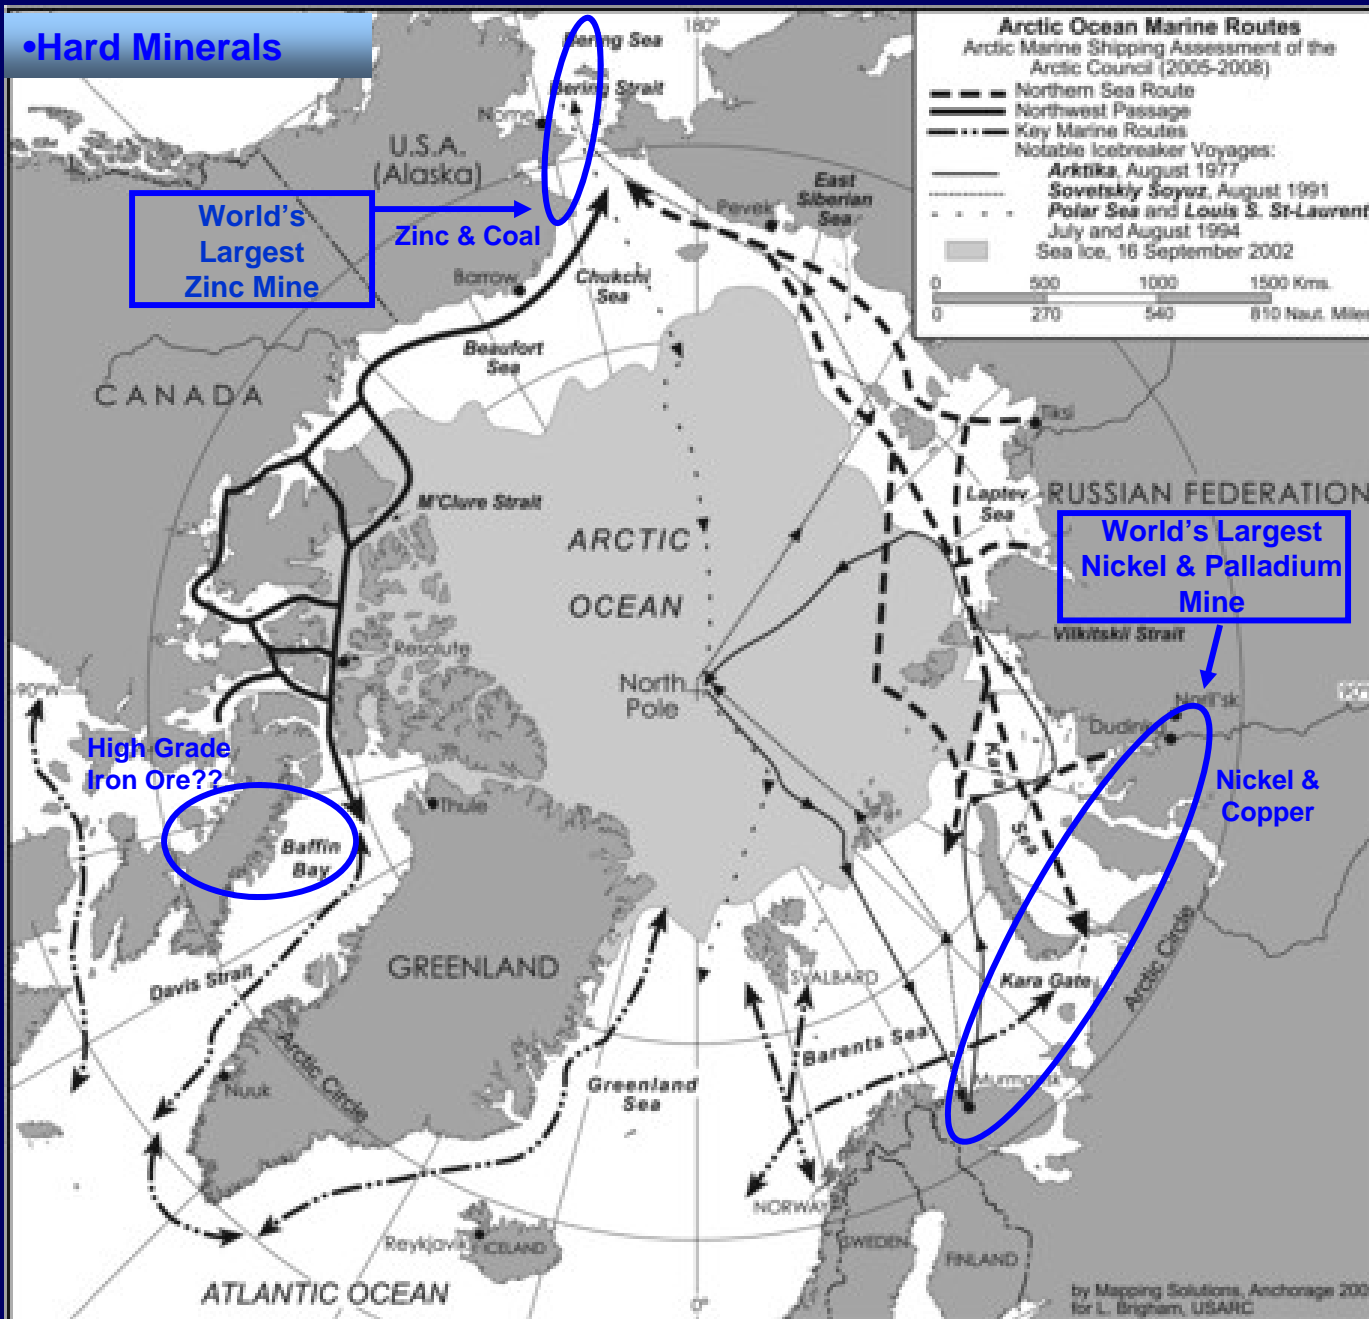 •Hard Minerals
Arctic Ocean Marine Routes
Arctic Marine Shipping Assessment of the
Arctic Council (2005-2008)
Northern Sea Route
Northwest Passage
Key Marine Routes
Notable Icebreaker Voyages:
Arktika, August 1977
Sovetskiy Soyuz, August 1991
Polar Sea and Louis S. St-Laurent
July and August 1994
Sea Ice, 16 September 2002
0 500 1000 1500 Kms.
0 270 540 810 Naut. Miles
180°
Bering Sea
Bering Strait
Nome
U.S.A.
(Alaska)
World's
Largest
Zinc Mine
Zinc & Coal
East
Siberian
Sea
Pevek
Barrow
Chukchi
Sea
Beaufort
Sea
CANADA
Tiksi
M'Clure Strait
Laptev
Sea
RUSSIAN FEDERATION
World's Largest
Nickel & Palladium
Mine
ARCTIC
OCEAN
Vilkitskii Strait
Resolute
North
Pole
90°W
Noril'sk
Dudinka
High Grade
Iron Ore??
Kara
Sea
Nickel &
Copper
Thule
Baffin
Bay
GREENLAND
SVALBARD
Kara Gate
Arctic Circle
Davis Strait
Barents Sea
Murmansk
Nuuk
Arctic Circle
Greenland
Sea
NORWAY
Reykjavik
ICELAND
SWEDEN
FINLAND
ATLANTIC OCEAN
0°
by Mapping Solutions, Anchorage 200
for L. Brigham, USARC